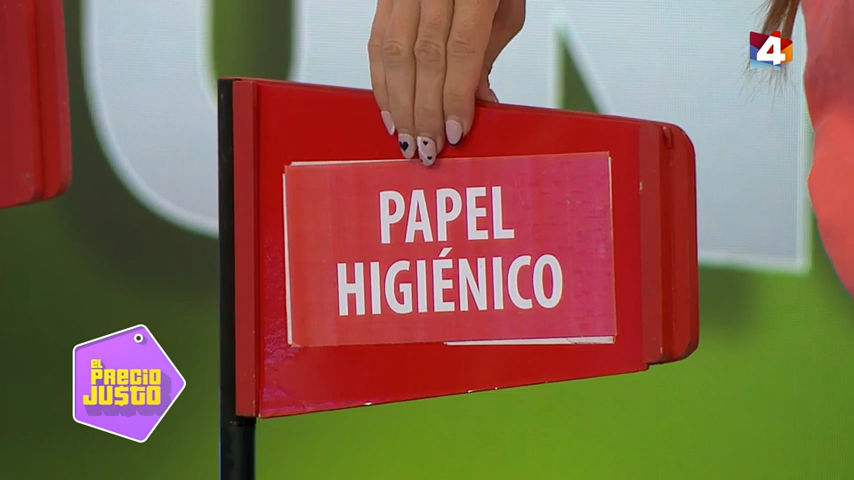 4
PAPEL
HIGIÉNICO
EL
PRECIO
JUSTO